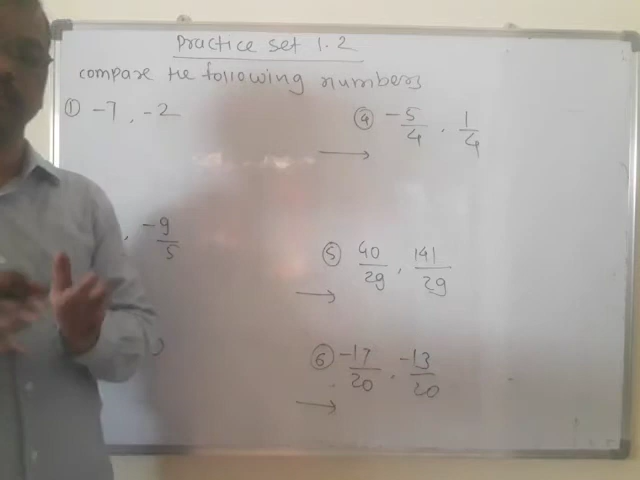 Practice set 1.2
compare the following numbers
① -7 , -2
④ -5/4 , 1/4
, -9/5
⑤ 40/29 , 141/29
⑥ -17/20 , -13/20